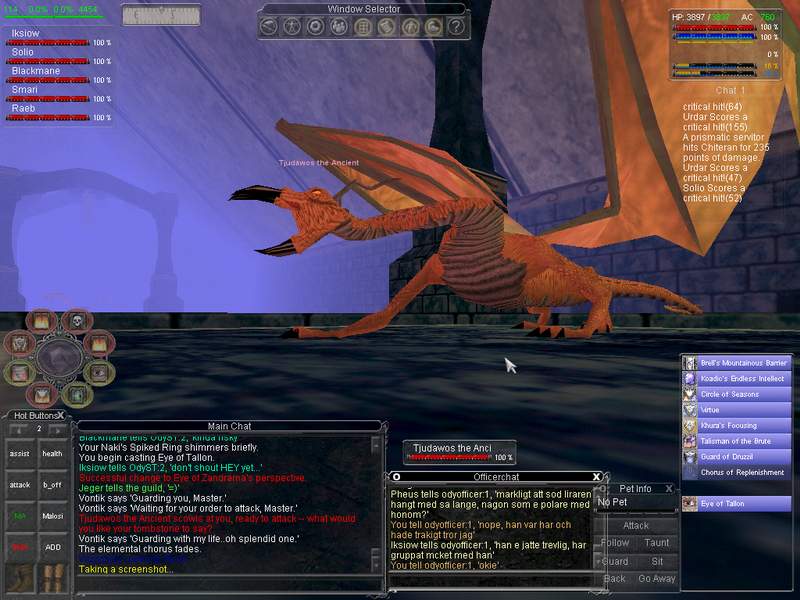 114 0.0% 0.0% 4454
Window Selector
HP: 3897 / 3897 AC 760
100 %
100 %
0 %
Iksiow
100 %
Solio
100 %
Blackmane
100 %
Smari
100 %
Raeb
100 %
Chat 1
critical hit!(64)
Urdar Scores a
critical hit!(155)
A prismatic servitor
hits Chiteran for 235
points of damage.
Urdar Scores a
critical hit!(47)
Solio Scores a
critical hit!(52)
Tjudawos the Ancient
Hot Buttons X
2
assist health
attack b_off
Malosi
ADD
Main Chat
Blackmane tells OdyST:2, 'kinda risky'
Your Naki's Spiked Ring shimmers briefly.
You begin casting Eye of Tallon.
Iksiow tells OdyST:2, 'don't shout HEY yet...'
Successful change to Eye of Zandrama's perspective.
Jeger tells the guild, '=)'
Vontik says 'Guarding you, Master.'
Vontik says 'Waiting for your order to attack, Master.'
Tjudawos the Ancient scowls at you, ready to attack -- what would
you like your tombstone to say?
Vontik says 'Guarding with my life..oh splendid one.'
The elemental chorus fades.
Taking a screenshot...
Tjudawos the Anci
100 %
O Officerchat X
Pheus tells odyofficer:1, 'markligt att sod liraren
hangt med sa lange, nagon som e polare med
honom?'
You tell odyofficer:1, 'nope, han var har och
hade trakigt tror jag'
Iksiow tells odyofficer:1, 'han e jatte trevlig, har
gruppat mcket med han'
You tell odyofficer:1, 'okie'
Pet Info X
No Pet
Attack
Follow Taunt
Guard Sit
Back Go Away
Brell's Mountainous Barrier
Koadic's Endless Intellect
Circle of Seasons
Virtue
Khura's Focusing
Talisman of the Brute
Guard of Druzzil
Chorus of Replenishment
Eye of Tallon